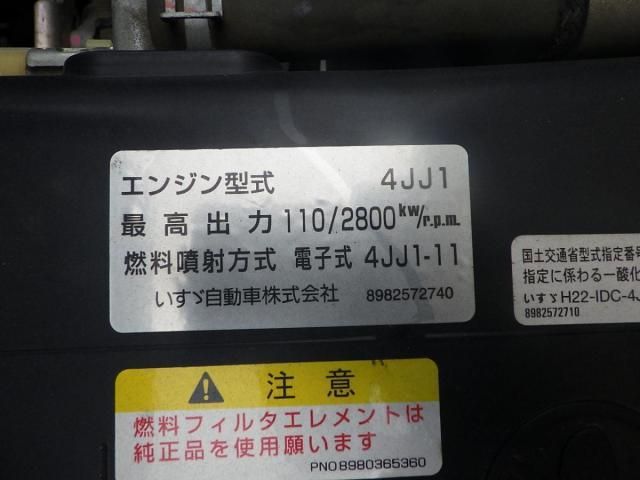 エンジン型式 4JJ1
最高出力 110/2800kw/r.p.m.
燃料噴射方式 電子式 4JJ1-11
いすゞ自動車株式会社 8982572740
国土交通省型式指定番号
指定に係わる一酸化
いすゞH22-IDC-4J
8982572710
注意
燃料フィルタエレメントは
純正品を使用願います
PNO8980365360